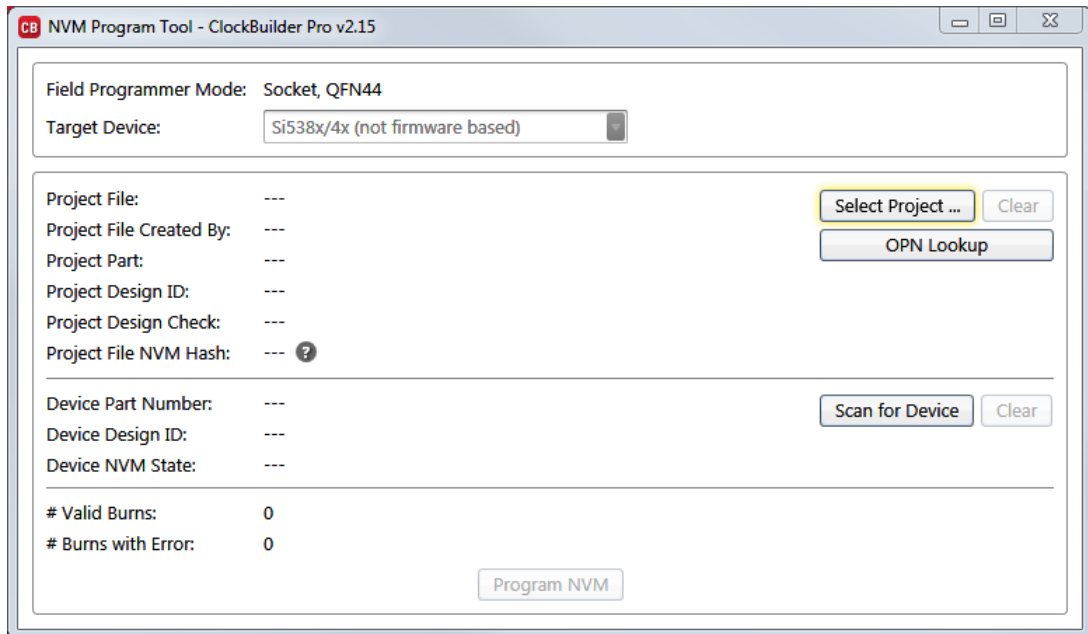 CB NVM Program Tool - ClockBuilder Pro v2.15
Field Programmer Mode: Socket, QFN44
Target Device: Si538x/4x (not firmware based)
Project File: --- Select Project ... Clear
Project File Created By: ---
OPN Lookup
Project Part: ---
Project Design ID: ---
Project Design Check: ---
Project File NVM Hash: --- ?
Device Part Number: --- Scan for Device Clear
Device Design ID: ---
Device NVM State: ---
# Valid Burns: 0
# Burns with Error: 0
Program NVM